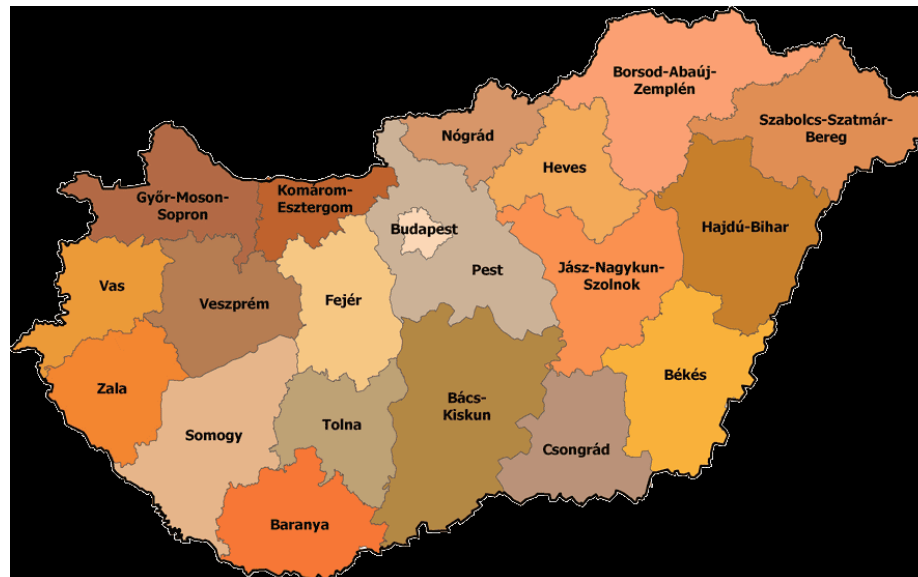 Borsod-Abaúj-
Zemplén
Szabolcs-Szatmár-
Bereg
Nógrád
Heves
Győr-Moson-
Sopron
Komárom-
Esztergom
Budapest
Hajdú-Bihar
Pest
Jász-Nagykun-
Szolnok
Vas
Veszprém
Fejér
Zala
Békés
Bács-
Kiskun
Somogy
Tolna
Csongrád
Baranya